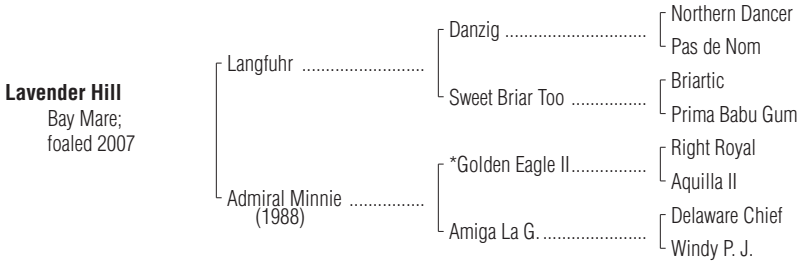 Northern Dancer
Danzig ..............................
Pas de Nom
Langfuhr ..........................
Briartic
Sweet Briar Too ................
Prima Babu Gum
Lavender Hill
Bay Mare;
foaled 2007
Right Royal
*Golden Eagle II................
Aquilla II
Admiral Minnie ................
(1988)
Delaware Chief
Amiga La G. ......................
Windy P. J.